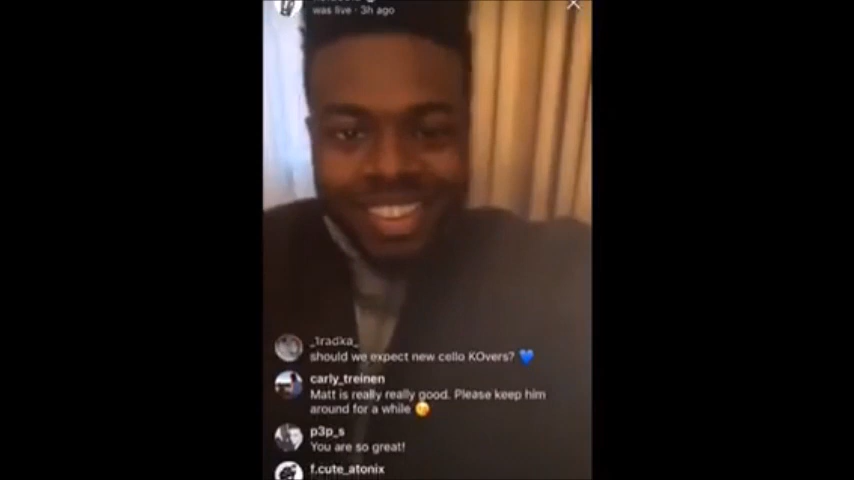 was live · 3h ago
_1radka_
should we expect new cello KOvers? 💙
carly_treinen
Matt is really really good. Please keep him
around for a while 😘
p3p_s
You are so great!
f.cute_atonix